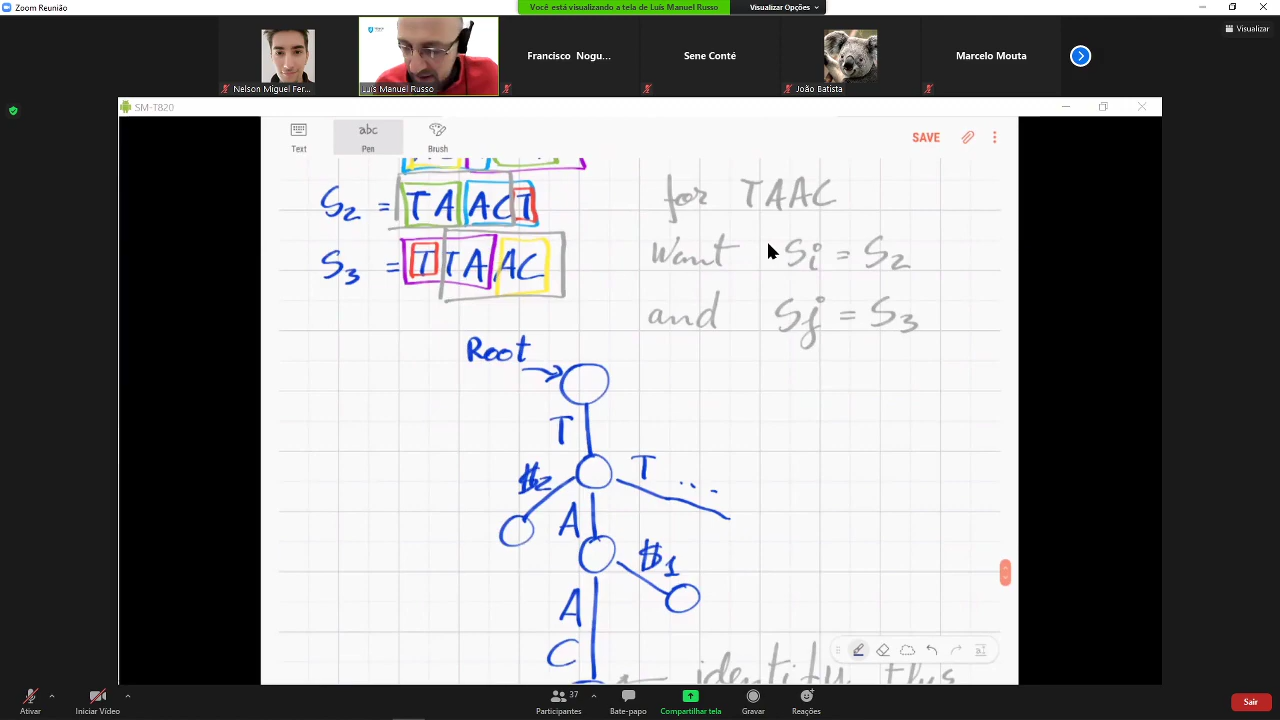 Zoom Reunião
Você está visualizando a tela de Luís Manuel Russo
Visualizar Opções
Visualizar
Nelson Miguel Fer...
Luís Manuel Russo
Francisco Nogu...
Sene Conté
João Batista
Marcelo Mouta
SM-T820
Text
abc
Pen
Brush
SAVE
S2 = TAACT
S3 = TTAAC
for TAAC
Want Si = S2
and Sj = S3
Root
T
$2
T ...
A
$1
A
C
identify this
Ativar
Iniciar Vídeo
37
Participantes
Bate-papo
Compartilhar tela
Gravar
Reações
Sair